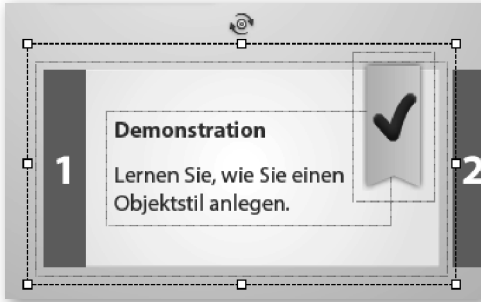 1
Demonstration
Lernen Sie, wie Sie einen
Objektstil anlegen.
2